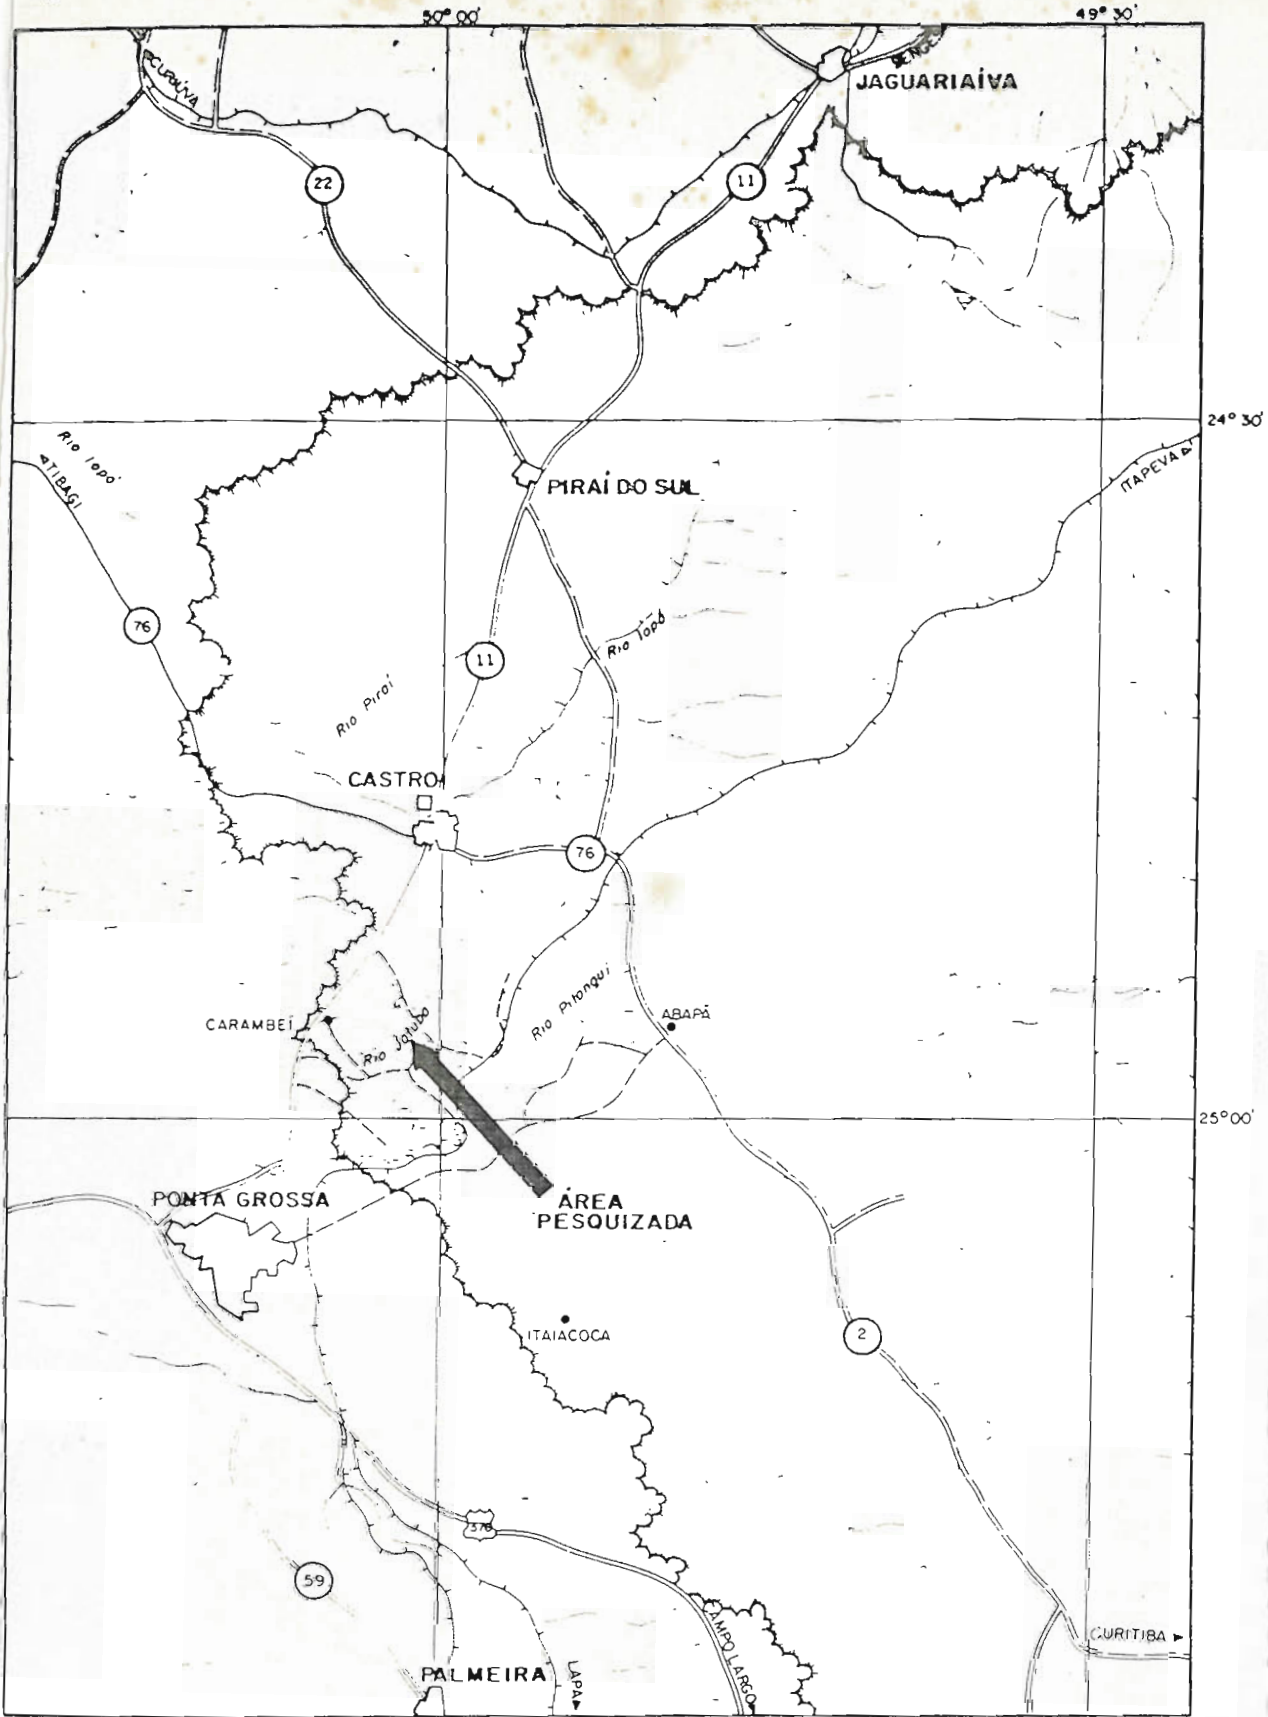 50°00'
49°30'
JAGUARIAÍVA
22
11
24°30'
RIO IAPÓ
TIBAGI
ITAPEVA
PIRAÍ DO SUL
76
11
RIO IAPÓ
RIO PIRAÍ
CASTRO
76
RIO PITANGUI
ABAPÃ
CARAMBEÍ
RIO JOTUBA
25°00'
PONTA GROSSA
ÁREA
PESQUIZADA
ITAIACOCA
2
376
59
CAMPO LARGO
CURITIBA
PALMEIRA
LAPA